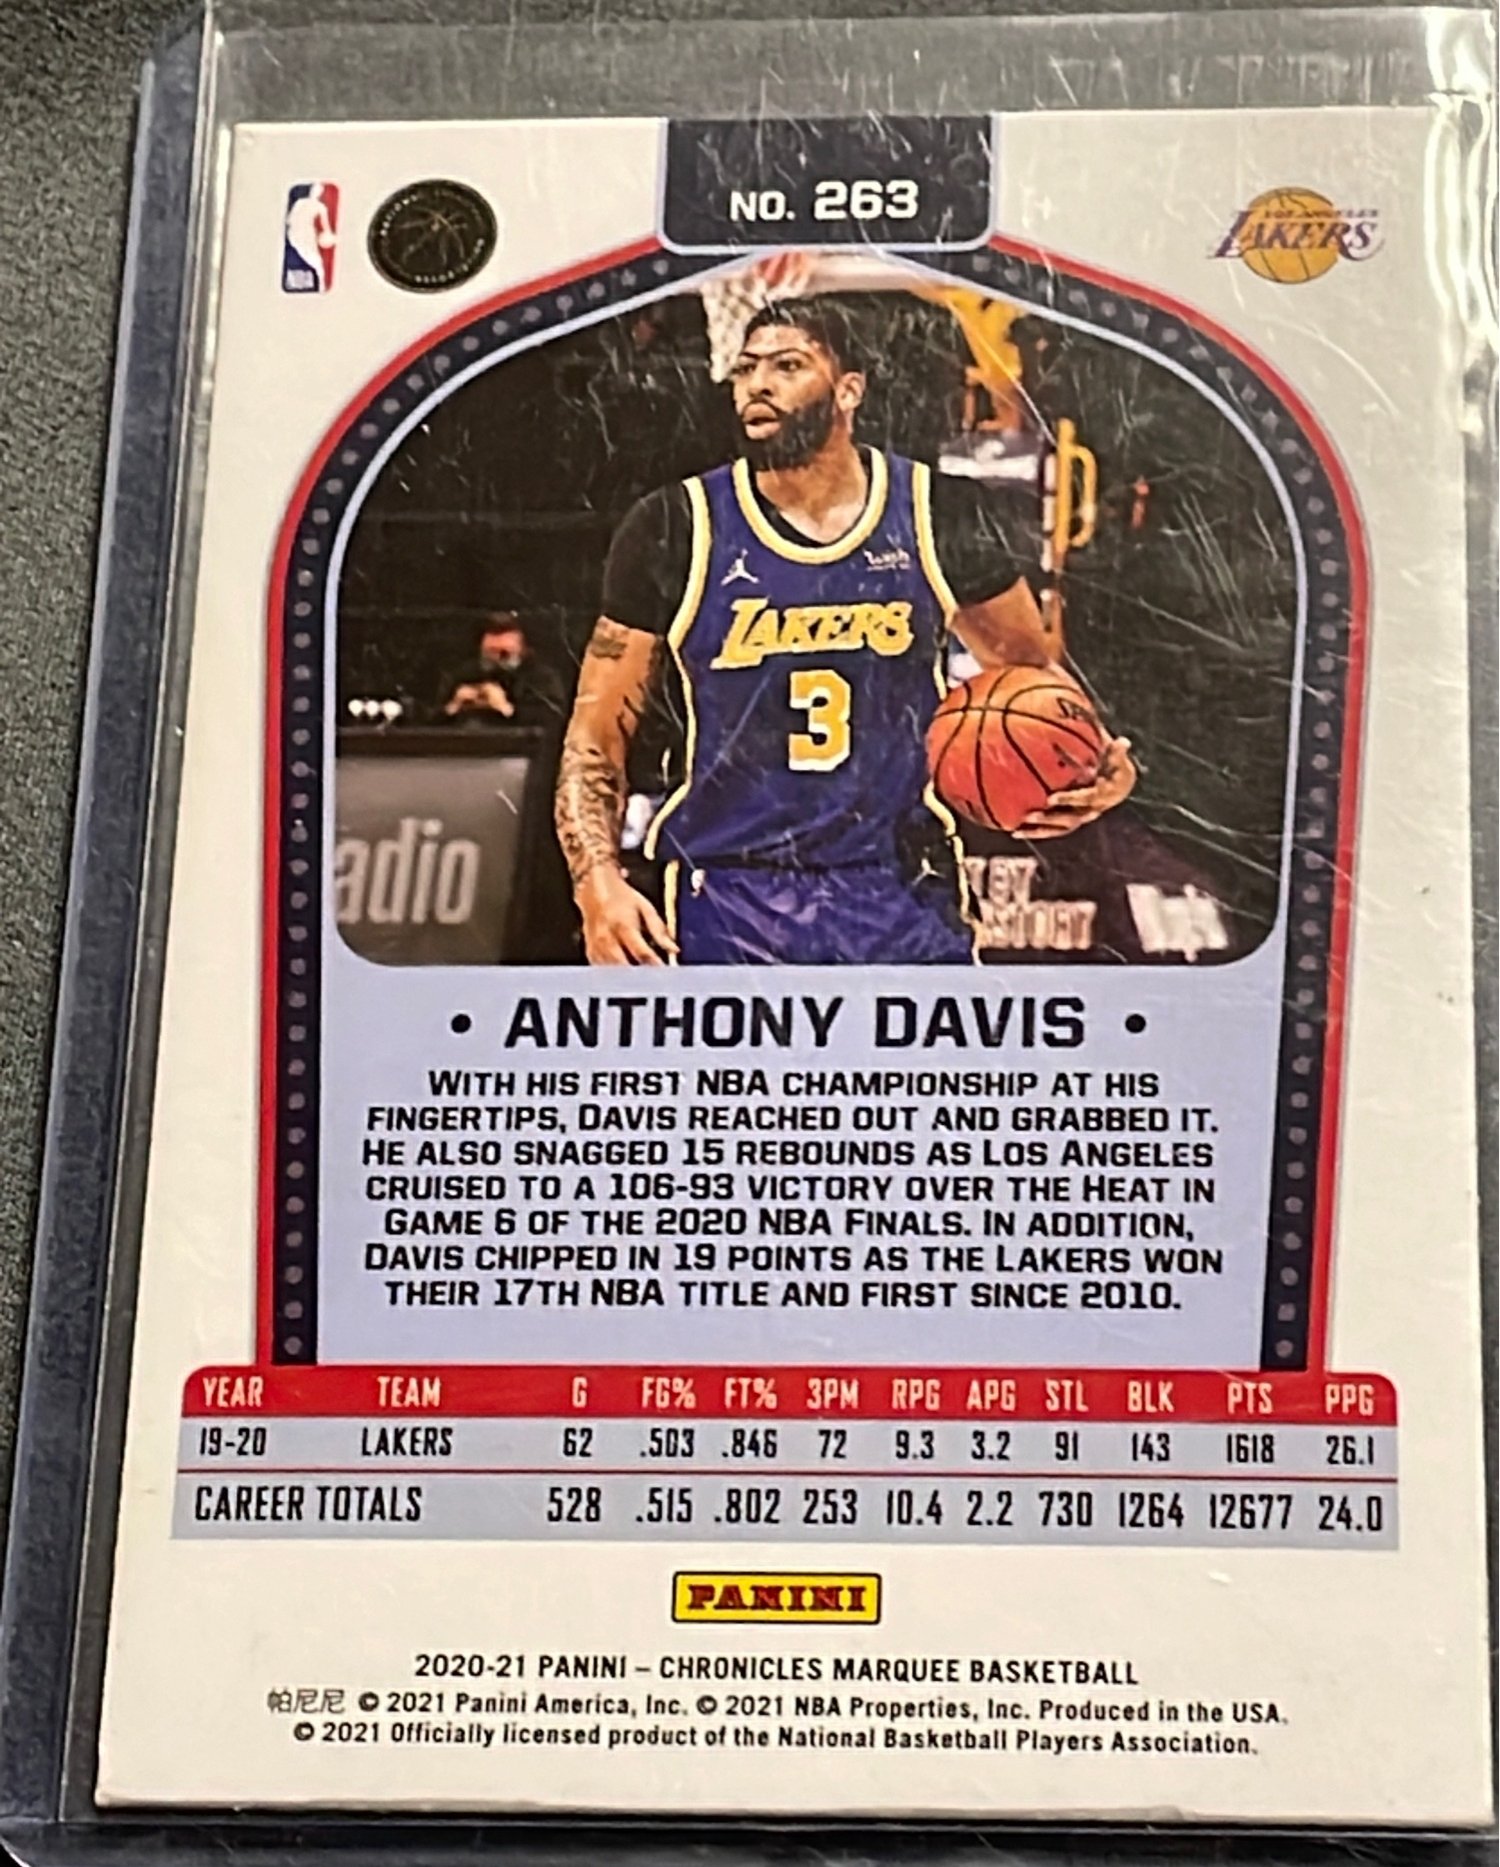 NO. 263
NBA
LOS ANGELES
LAKERS
LAKERS
3
adio
• ANTHONY DAVIS •
WITH HIS FIRST NBA CHAMPIONSHIP AT HIS
FINGERTIPS, DAVIS REACHED OUT AND GRABBED IT.
HE ALSO SNAGGED 15 REBOUNDS AS LOS ANGELES
CRUISED TO A 106-93 VICTORY OVER THE HEAT IN
GAME 6 OF THE 2020 NBA FINALS. IN ADDITION,
DAVIS CHIPPED IN 19 POINTS AS THE LAKERS WON
THEIR 17TH NBA TITLE AND FIRST SINCE 2010.
YEAR TEAM G FG% FT% 3PM RPG APG STL BLK PTS PPG
19-20 LAKERS 62 .503 .846 72 9.3 3.2 91 143 1618 26.1
CAREER TOTALS 528 .515 .802 253 10.4 2.2 730 1264 12677 24.0
PANINI
2020-21 PANINI – CHRONICLES MARQUEE BASKETBALL
帕尼尼 © 2021 Panini America, Inc. © 2021 NBA Properties, Inc. Produced in the USA.
© 2021 Officially licensed product of the National Basketball Players Association.